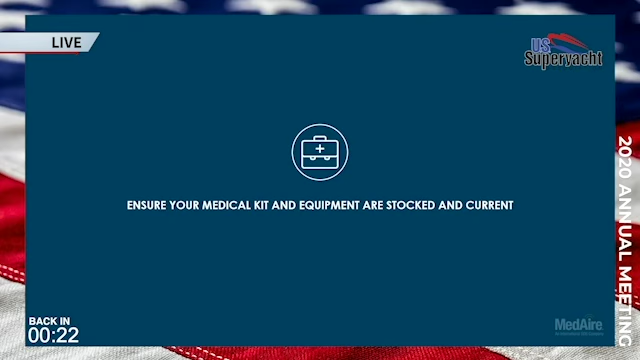 LIVE
US
Superyacht
ENSURE YOUR MEDICAL KIT AND EQUIPMENT ARE STOCKED AND CURRENT
2020 ANNUAL MEETING
BACK IN
00:22
MedAire